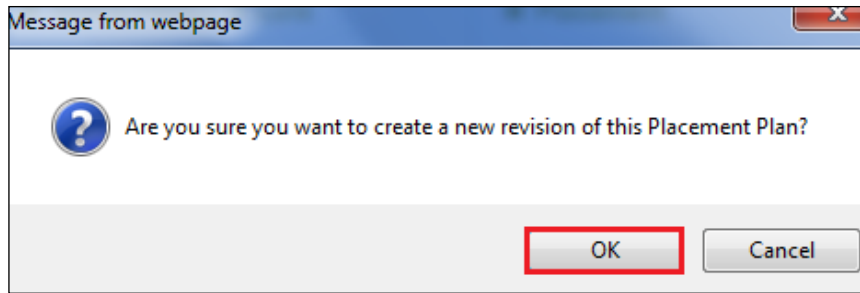 Message from webpage
Are you sure you want to create a new revision of this Placement Plan?
OK
Cancel